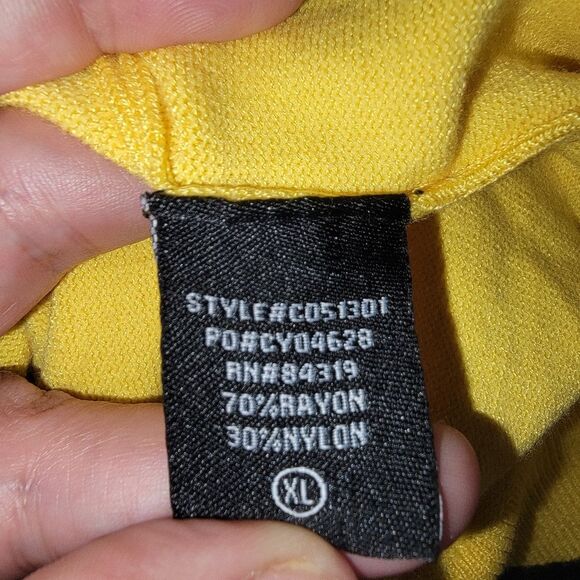 STYLE#C051301
PO#CY04628
RN#84319
70%RAYON
30%NYLON
XL